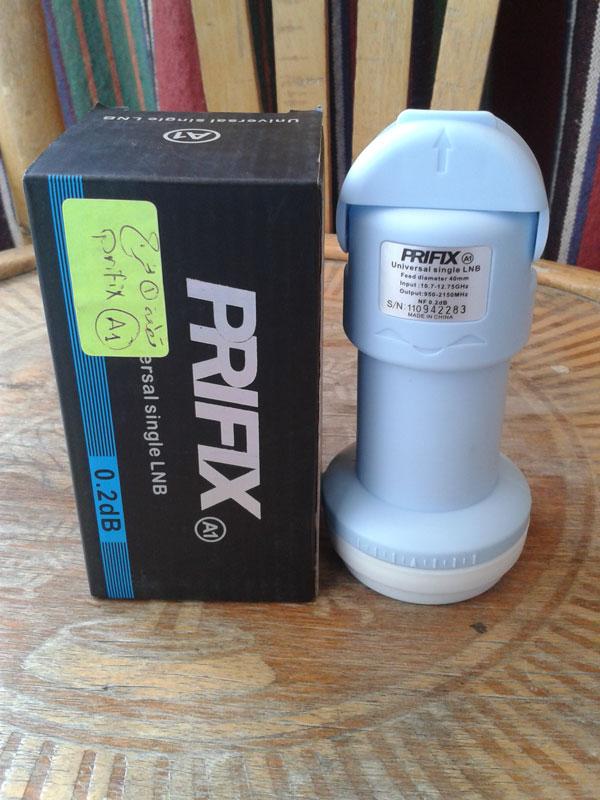 Universal single LNB
A1
prifix A1
PRIFIX A1
ersal single LNB
0.2dB
PRIFIX A1
Universal single LNB
Feed diameter 40mm
Input :10.7-12.75GHz
Output:950-2150MHz
NF 0.2dB
S/N: 110942283
MADE IN CHINA